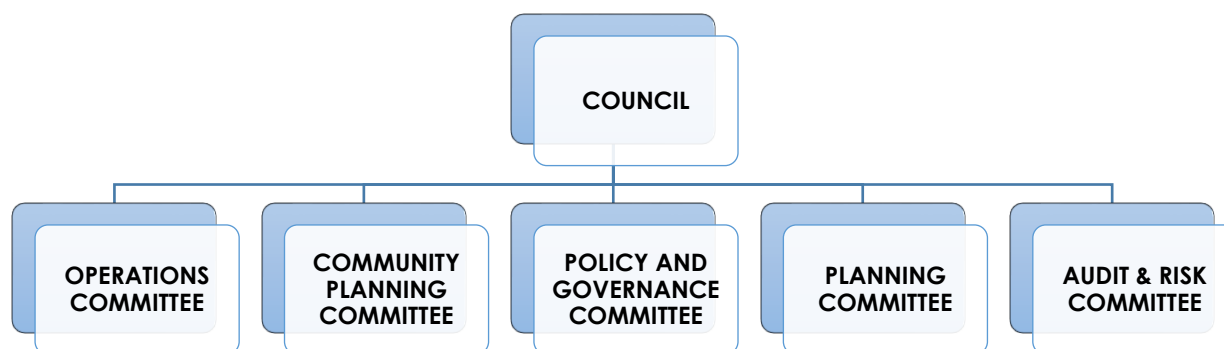 COUNCIL
OPERATIONS
COMMITTEE
COMMUNITY
PLANNING
COMMITTEE
POLICY AND
GOVERNANCE
COMMITTEE
PLANNING
COMMITTEE
AUDIT & RISK
COMMITTEE